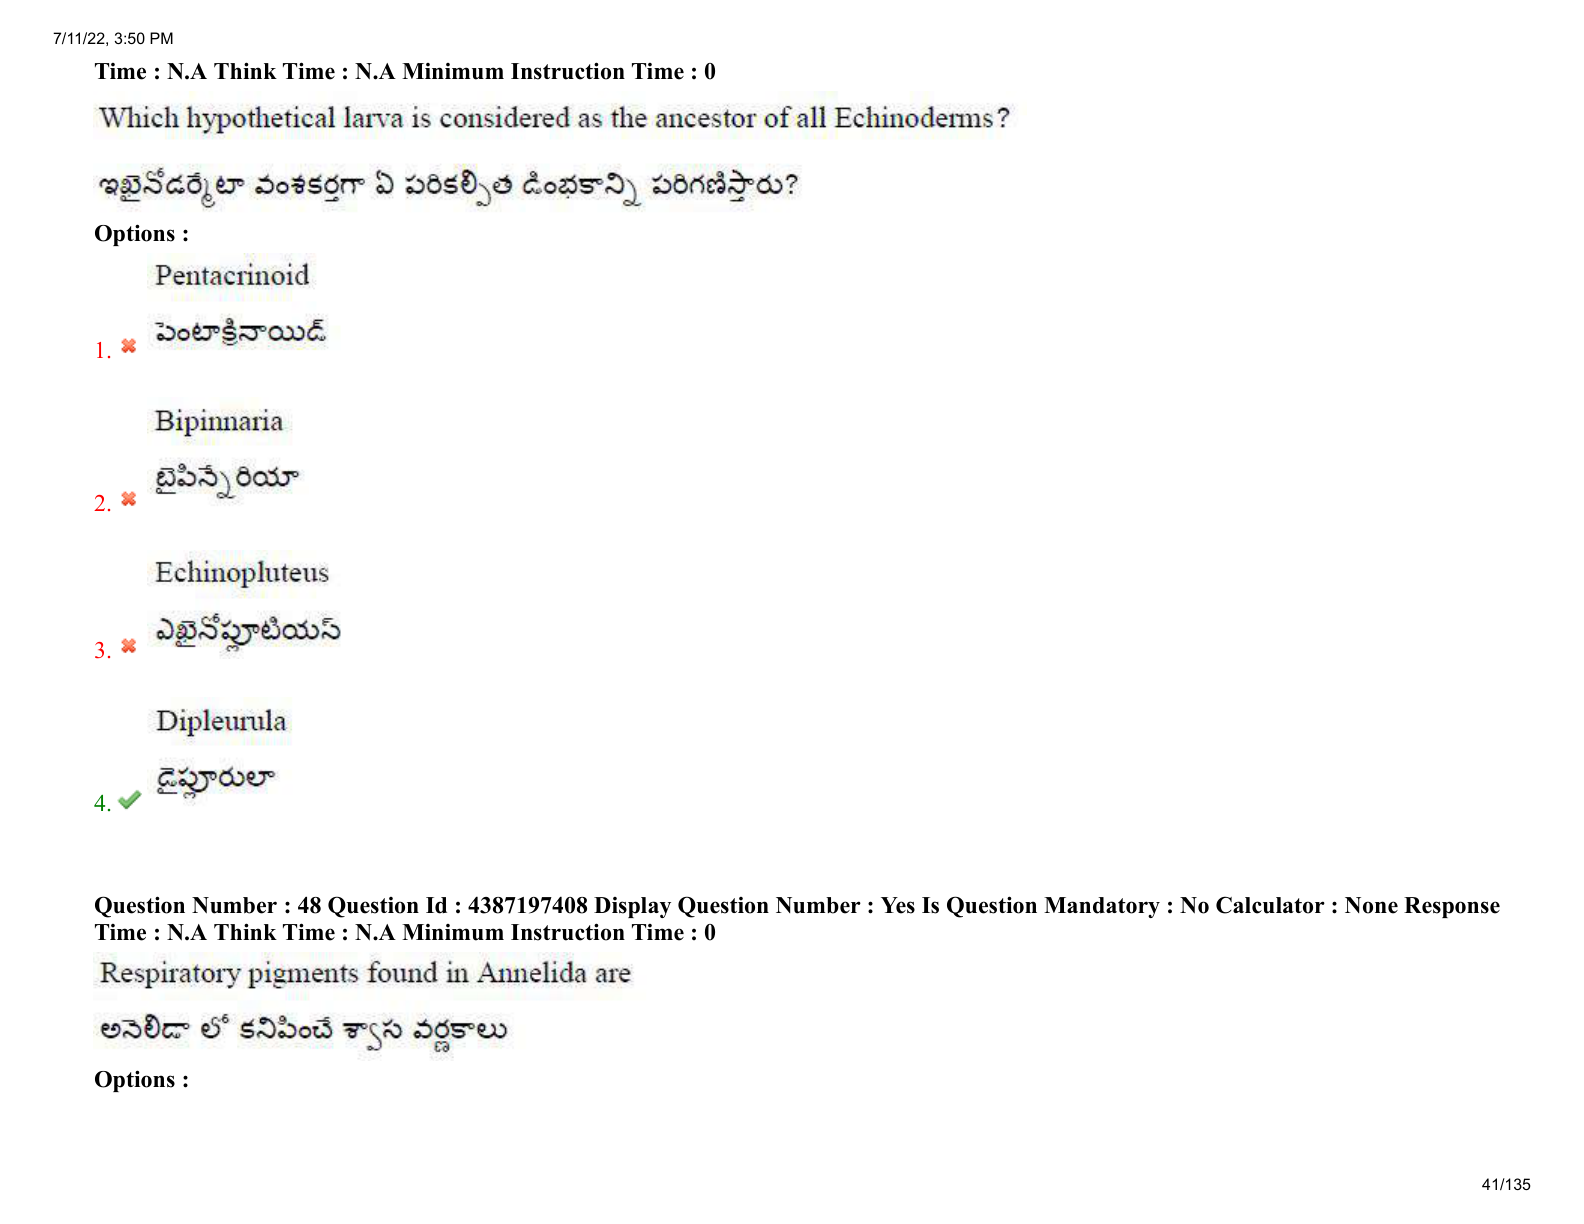 7/11/22, 3:50 PM
Time : N.A Think Time : N.A Minimum Instruction Time : 0
Which hypothetical larva is considered as the ancestor of all Echinoderms?
ఇఖైనోడర్మేటా వంశకర్తగా ఏ పరికల్పిత డింభకాన్ని పరిగణిస్తారు?
Options :
Pentacrinoid
పెంటాక్రినాయిడ్
1.
Bipinnaria
బైపిన్నేరియా
2.
Echinopluteus
ఎఖైనోప్లూటియస్
3.
Dipleurula
డైప్లూరులా
4.
Question Number : 48 Question Id : 4387197408 Display Question Number : Yes Is Question Mandatory : No Calculator : None Response
Time : N.A Think Time : N.A Minimum Instruction Time : 0
Respiratory pigments found in Annelida are
అనెలిడా లో కనిపించే శ్వాస వర్ణకాలు
Options :
41/135